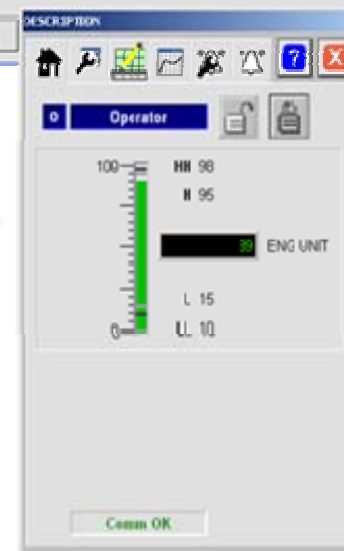 DESCRIPTION
?
X
0 Operator
100
HH 98
H 95
39 ENG UNIT
L 15
0
LL 10
Comm OK